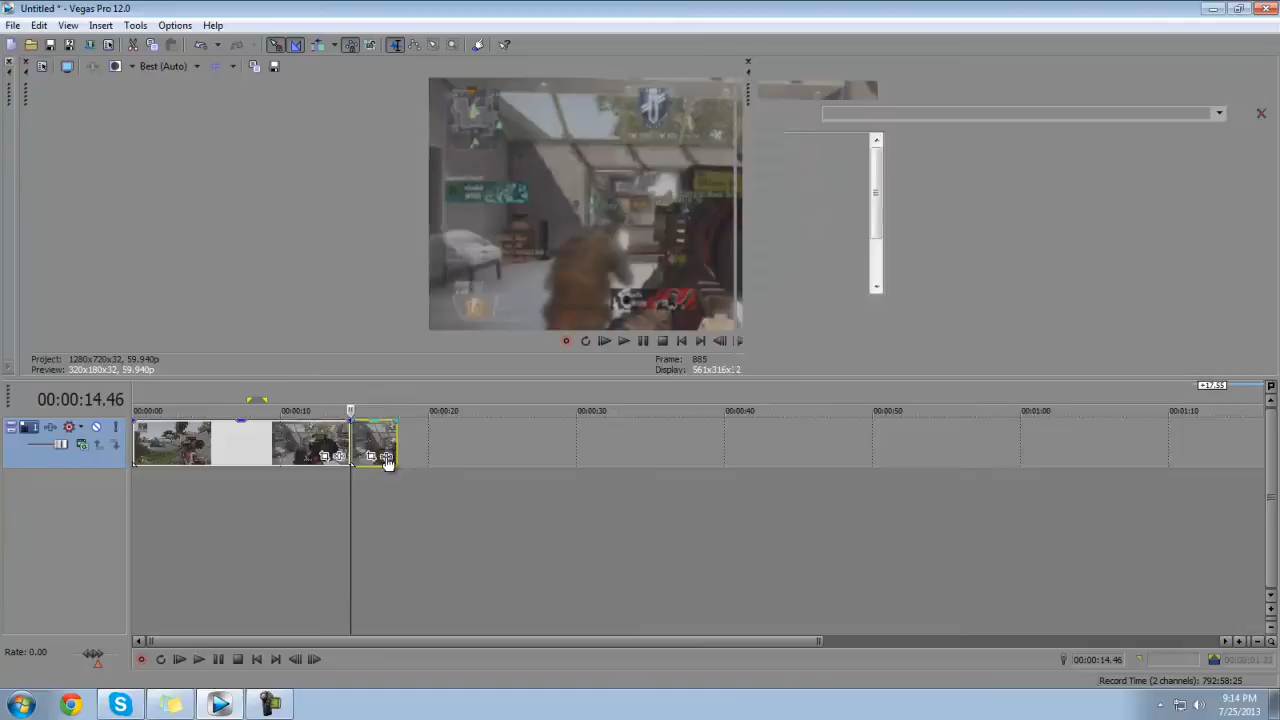 Untitled * - Vegas Pro 12.0
File Edit View Insert Tools Options Help
Best (Auto)
Project: 1280x720x32, 59.940p
Preview: 320x180x32, 59.940p
Frame: 885
Display: 561x316x32
00:00:14.46
+17.55
00:00:00 00:00:10 00:00:20 00:00:30 00:00:40 00:00:50 00:01:00 00:01:10
Rate: 0.00
00:00:14.46
Record Time (2 channels): 792:58:25
9:14 PM
7/25/2013